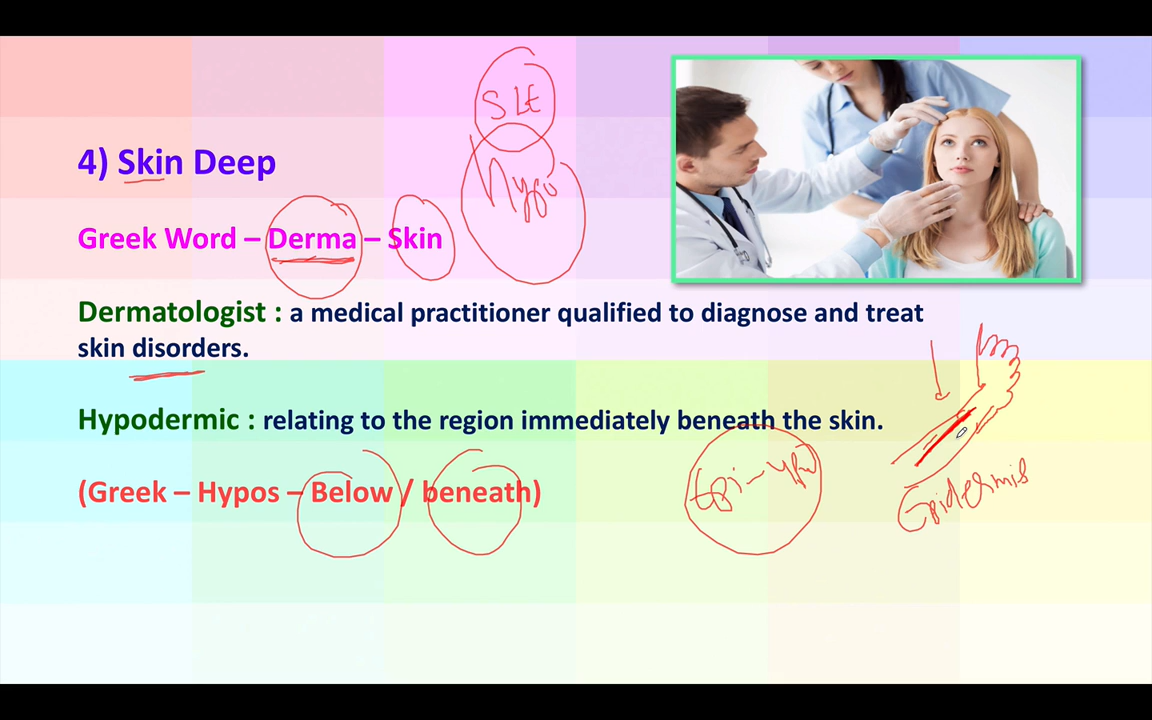 SLE
hypo
4) Skin Deep
Greek Word – Derma – Skin
Dermatologist : a medical practitioner qualified to diagnose and treat
skin disorders.
Hypodermic : relating to the region immediately beneath the skin.
(Greek – Hypos – Below / beneath)
Epi –
Epidermis